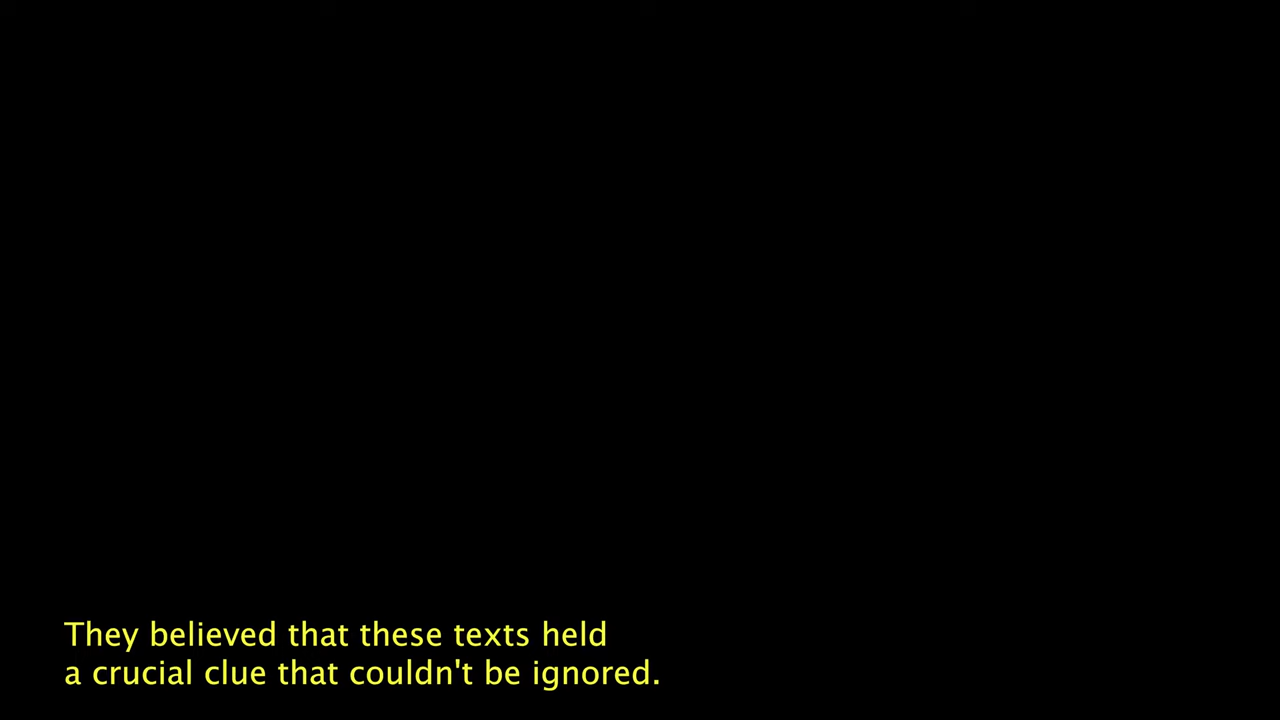 They believed that these texts held
a crucial clue that couldn't be ignored.